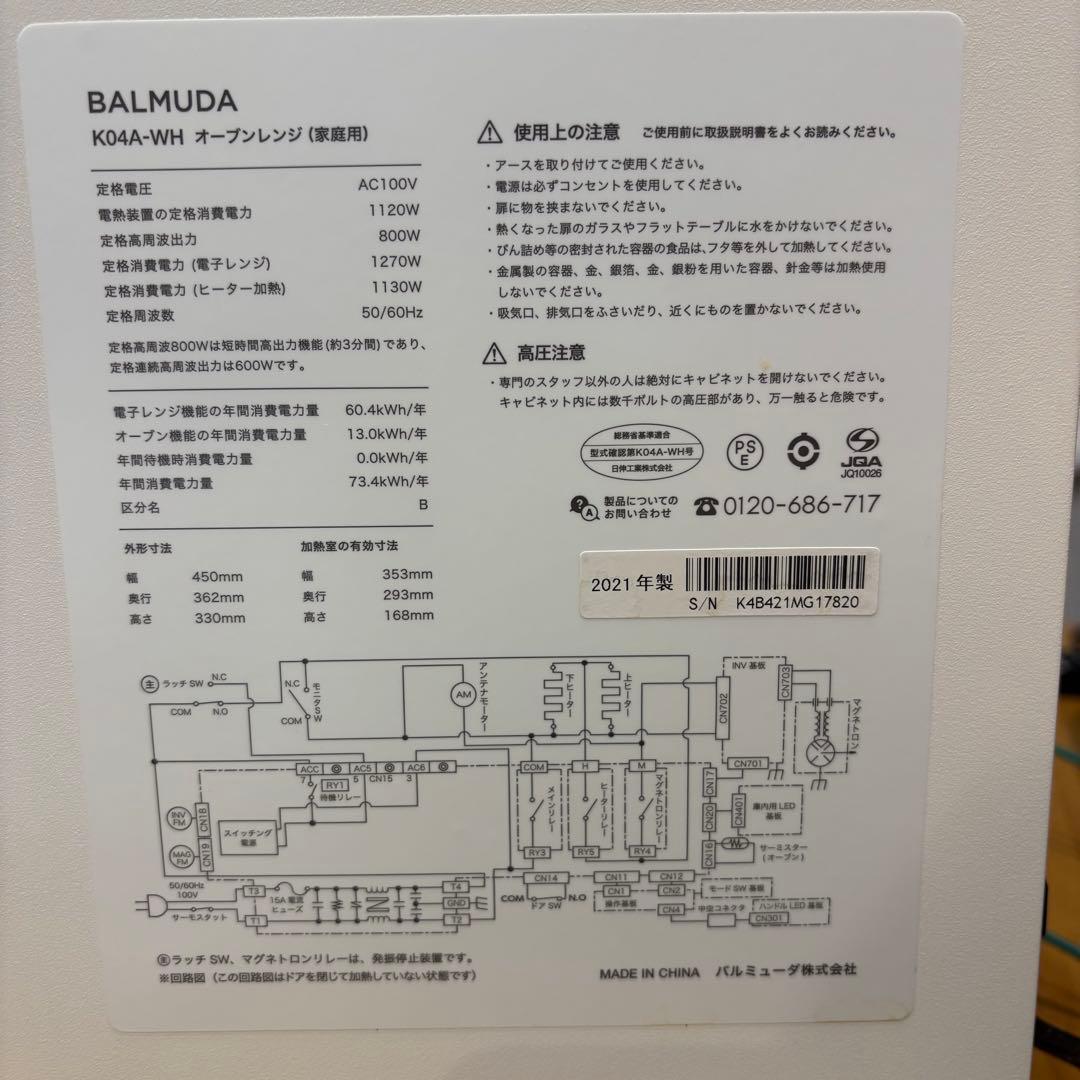 BALMUDA
K04A-WH オーブンレンジ (家庭用)
定格電圧 AC100V
電熱装置の定格消費電力 1120W
定格高周波出力 800W
定格消費電力 (電子レンジ) 1270W
定格消費電力 (ヒーター加熱) 1130W
定格周波数 50/60Hz
定格高周波800Wは短時間高出力機能(約3分間)であり、
定格連続高周波出力は600Wです。
電子レンジ機能の年間消費電力量 60.4kWh/年
オーブン機能の年間消費電力量 13.0kWh/年
年間待機時消費電力量 0.0kWh/年
年間消費電力量 73.4kWh/年
区分名 B
外形寸法 加熱室の有効寸法
幅 450mm 幅 353mm
奥行 362mm 奥行 293mm
高さ 330mm 高さ 168mm
使用上の注意 ご使用前に取扱説明書をよくお読みください。
・アースを取り付けてご使用ください。
・電源は必ずコンセントを使用してください。
・扉に物を挟まないでください。
・熱くなった扉のガラスやフラットテーブルに水をかけないでください。
・びん詰め等の密封された容器の食品は、フタ等を外して加熱してください。
・金属製の容器、金、銀箔、金、銀粉を用いた容器、針金等は加熱使用
しないでください。
・吸気口、排気口をふさいだり、近くにものを置かないでください。
高圧注意
・専門のスタッフ以外の人は絶対にキャビネットを開けないでください。
キャビネット内には数千ボルトの高圧部があり、万一触ると危険です。
総務省基準適合
型式確認第K04A-WH号
日伸工業株式会社
PS
E
JQA
JQ10026
? A
製品についての
お問い合わせ
0120-686-717
2021年製
S/N K4B421MG17820
主 ラッチ SW
N.C
COM
N.O
N.C
COM
モニタSW
AM
アンテナモーター
下ヒーター
上ヒーター
INV 基板
CN702
CN703
CN701
マグネトロン
ACC
AC5
AC6
7
5
CN15
3
RY1
待機リレー
COM
H
M
メインリレー
ヒーターリレー
マグネトロンリレー
RY3
RY5
RY4
CN17
CN20
CN16
CN401
庫内用 LED
基板
サーミスター
(オーブン)
INV
FM
CN18
MAG
FM
CN19
スイッチング
電源
50/60Hz
100V
サーモスタット
T3
T1
15A 電流
ヒューズ
T4
GND
T2
CN14
COM
ドア SW
N.O
CN11
CN12
CN1
CN2
操作基板
モード SW 基板
CN4
中空コネクタ
ハンドル LED 基板
CN301
主ラッチ SW、マグネトロンリレーは、発振停止装置です。
※回路図 (この回路図はドアを閉じて加熱していない状態です)
MADE IN CHINA バルミューダ株式会社